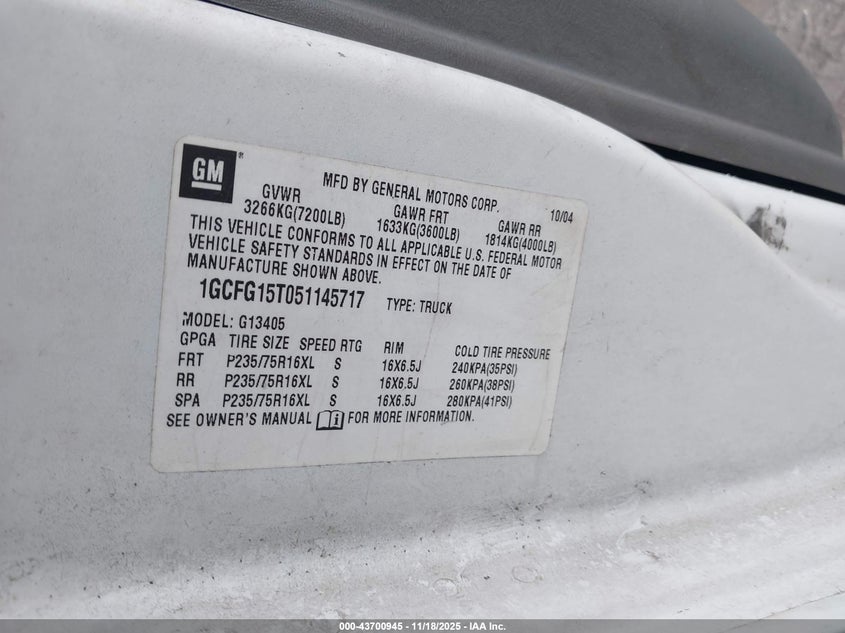 GM®
MFD BY GENERAL MOTORS CORP. 10/04
GVWR GAWR FRT GAWR RR
3266KG(7200LB) 1633KG(3600LB) 1814KG(4000LB)
THIS VEHICLE CONFORMS TO ALL APPLICABLE U.S. FEDERAL MOTOR
VEHICLE SAFETY STANDARDS IN EFFECT ON THE DATE OF
MANUFACTURE SHOWN ABOVE.
1GCFG15T051145717 TYPE: TRUCK
MODEL: G13405
GPGA TIRE SIZE SPEED RTG RIM COLD TIRE PRESSURE
FRT P235/75R16XL S 16X6.5J 240KPA(35PSI)
RR P235/75R16XL S 16X6.5J 260KPA(38PSI)
SPA P235/75R16XL S 16X6.5J 280KPA(41PSI)
SEE OWNER'S MANUAL i FOR MORE INFORMATION.
000-43700945 - 11/18/2025 - IAA Inc.